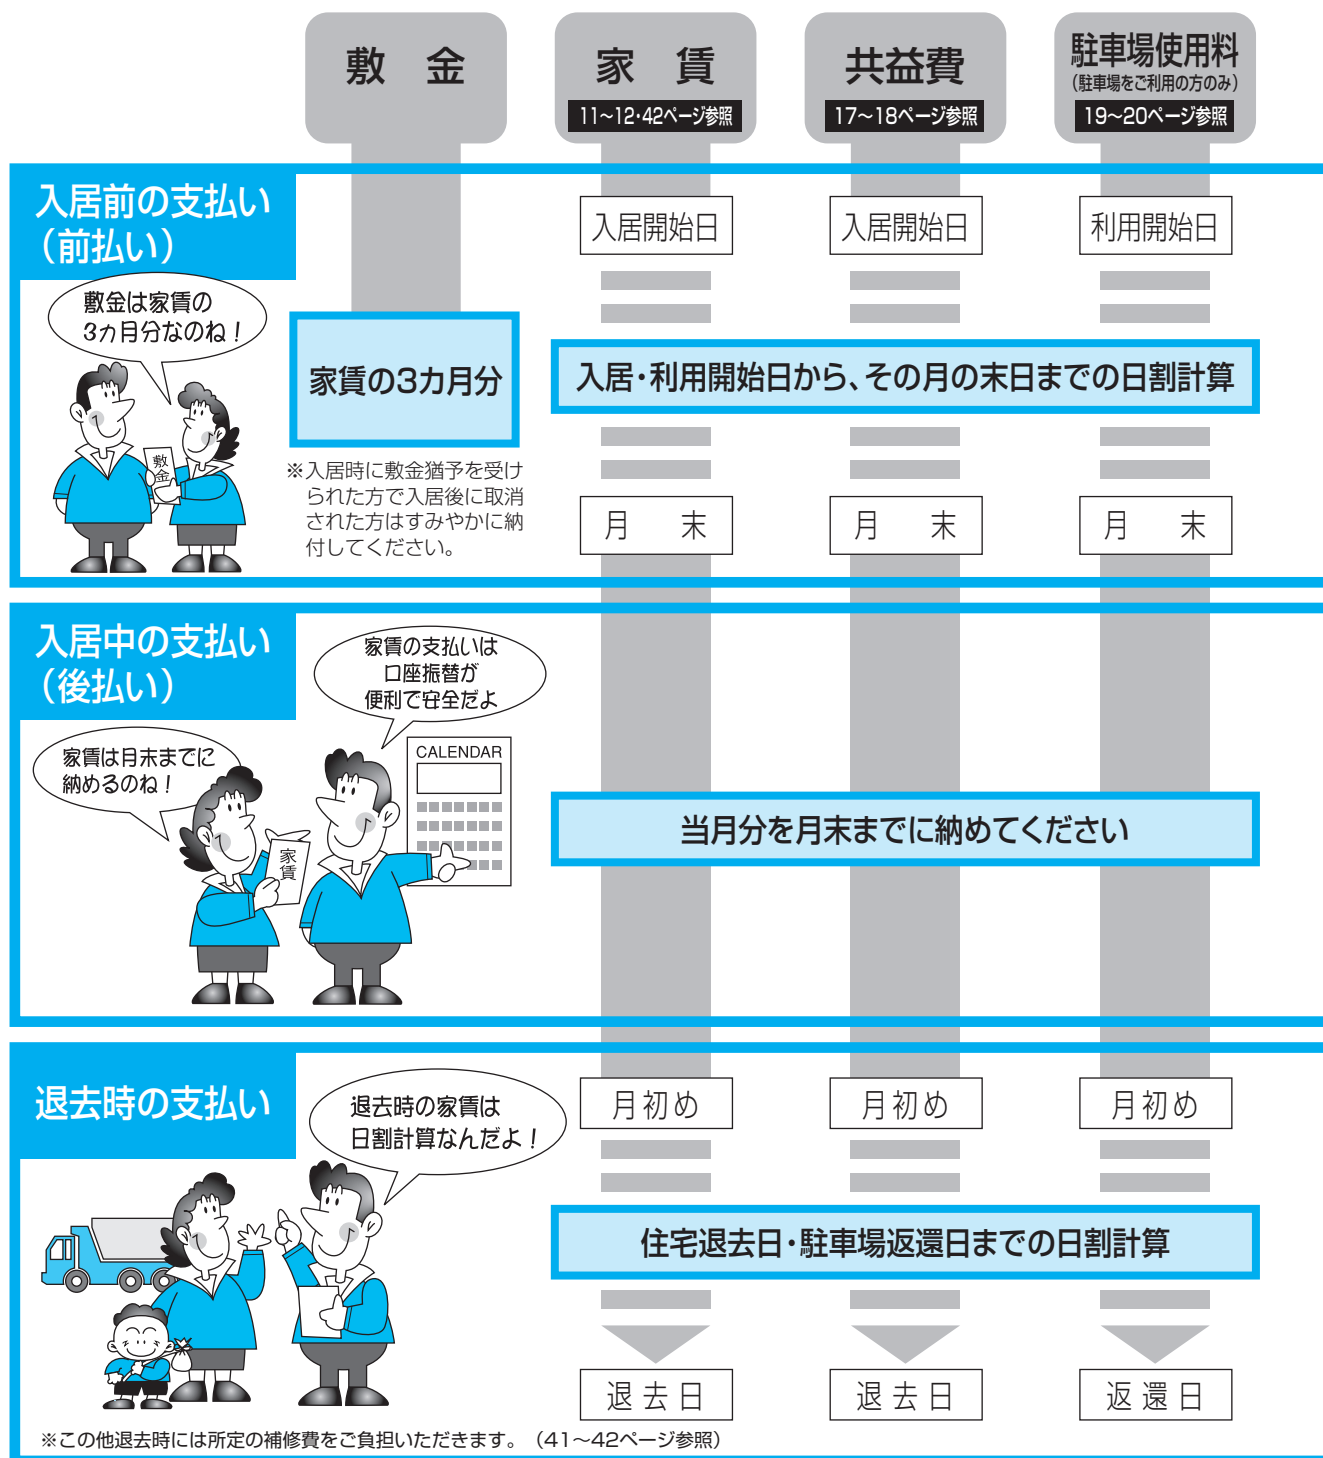 敷　金
家　賃
11～12・42ページ参照
共益費
17～18ページ参照
駐車場使用料
（駐車場をご利用の方のみ）
19～20ページ参照
入居前の支払い
（前払い）
入居開始日
入居開始日
利用開始日
敷金は家賃の
3カ月分なのね！
敷金
家賃の3カ月分
入居・利用開始日から、その月の末日までの日割計算
※入居時に敷金猶予を受け
られた方で入居後に取消
された方はすみやかに納
付してください。
月　末
月　末
月　末
入居中の支払い
（後払い）
家賃の支払いは
口座振替が
便利で安全だよ
家賃は月末までに
納めるのね！
CALENDAR
家賃
当月分を月末までに納めてください
退去時の支払い
退去時の家賃は
日割計算なんだよ！
月初め
月初め
月初め
住宅退去日・駐車場返還日までの日割計算
退去日
退去日
返還日
※この他退去時には所定の補修費をご負担いただきます。（41～42ページ参照）